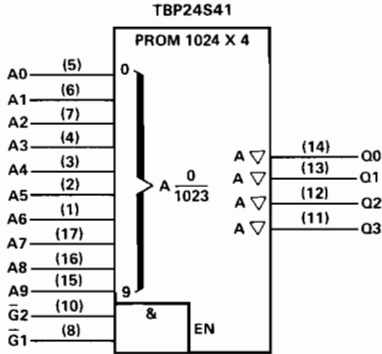 TBP24S41
PROM 1024 X 4
A0 (5) 0
A1 (6)
A2 (7)
A3 (4)
A4 (3)
A5 (2)
A6 (1)
A7 (17)
A8 (16)
A9 (15) 9
A 0/1023
A ▽ (14) Q0
A ▽ (13) Q1
A ▽ (12) Q2
A ▽ (11) Q3
G̅2 (10)
G̅1 (8)
& EN